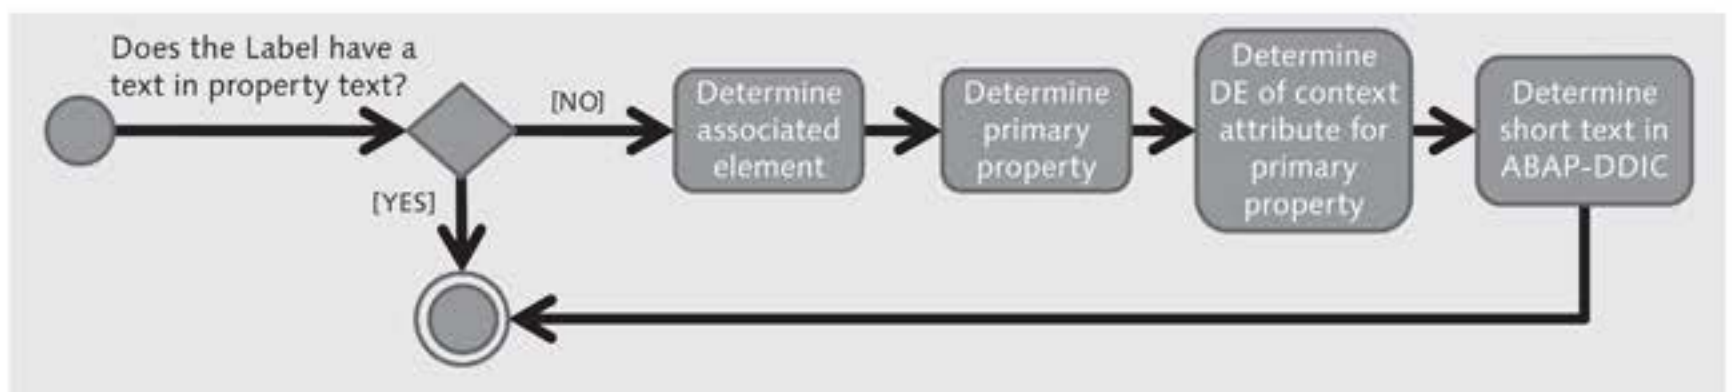 Does the Label have a
text in property text?
[NO]
[YES]
Determine
associated
element
Determine
primary
property
Determine
DE of context
attribute for
primary
property
Determine
short text in
ABAP-DDIC